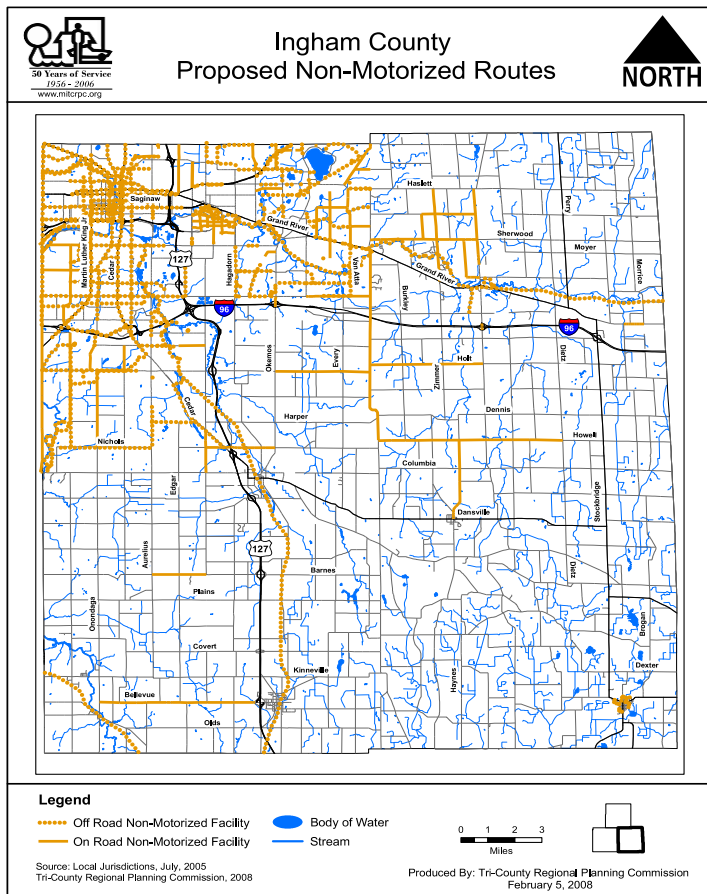 50 Years of Service
1956 - 2006
www.mitcrpc.org
Ingham County
Proposed Non-Motorized Routes
NORTH
Haslett
Saginaw
Perry
Grand River
Sherwood
Moyer
Martin Luther King Jr
Cedar
127
Hagadorn
Van Atta
Grand River
Morrice
Burkley
96
96
Okemos
Every
Zimmer
Holt
Dietz
Cedar
Harper
Dennis
Nichols
Howell
Columbia
Edgar
Stockbridge
Dansville
127
Aurelius
Barnes
Dietz
Plains
Onondaga
Brogan
Covert
Kinneville
Haynes
Dexter
Bellevue
Olds
Legend
Off Road Non-Motorized Facility
Body of Water
On Road Non-Motorized Facility
Stream
0 1 2 3
Miles
Source: Local Jurisdictions, July, 2005
Tri-County Regional Planning Commission, 2008
Produced By: Tri-County Regional Planning Commission
February 5, 2008